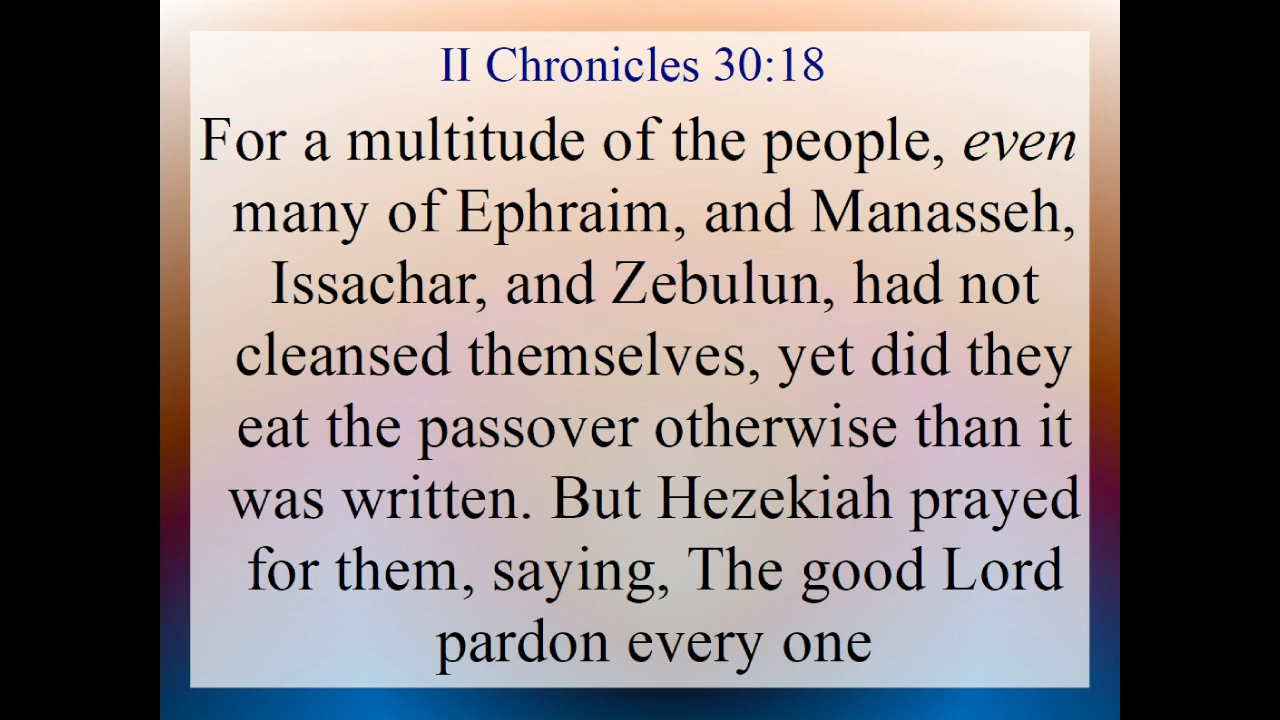 II Chronicles 30:18
For a multitude of the people, even
many of Ephraim, and Manasseh,
Issachar, and Zebulun, had not
cleansed themselves, yet did they
eat the passover otherwise than it
was written. But Hezekiah prayed
for them, saying, The good Lord
pardon every one